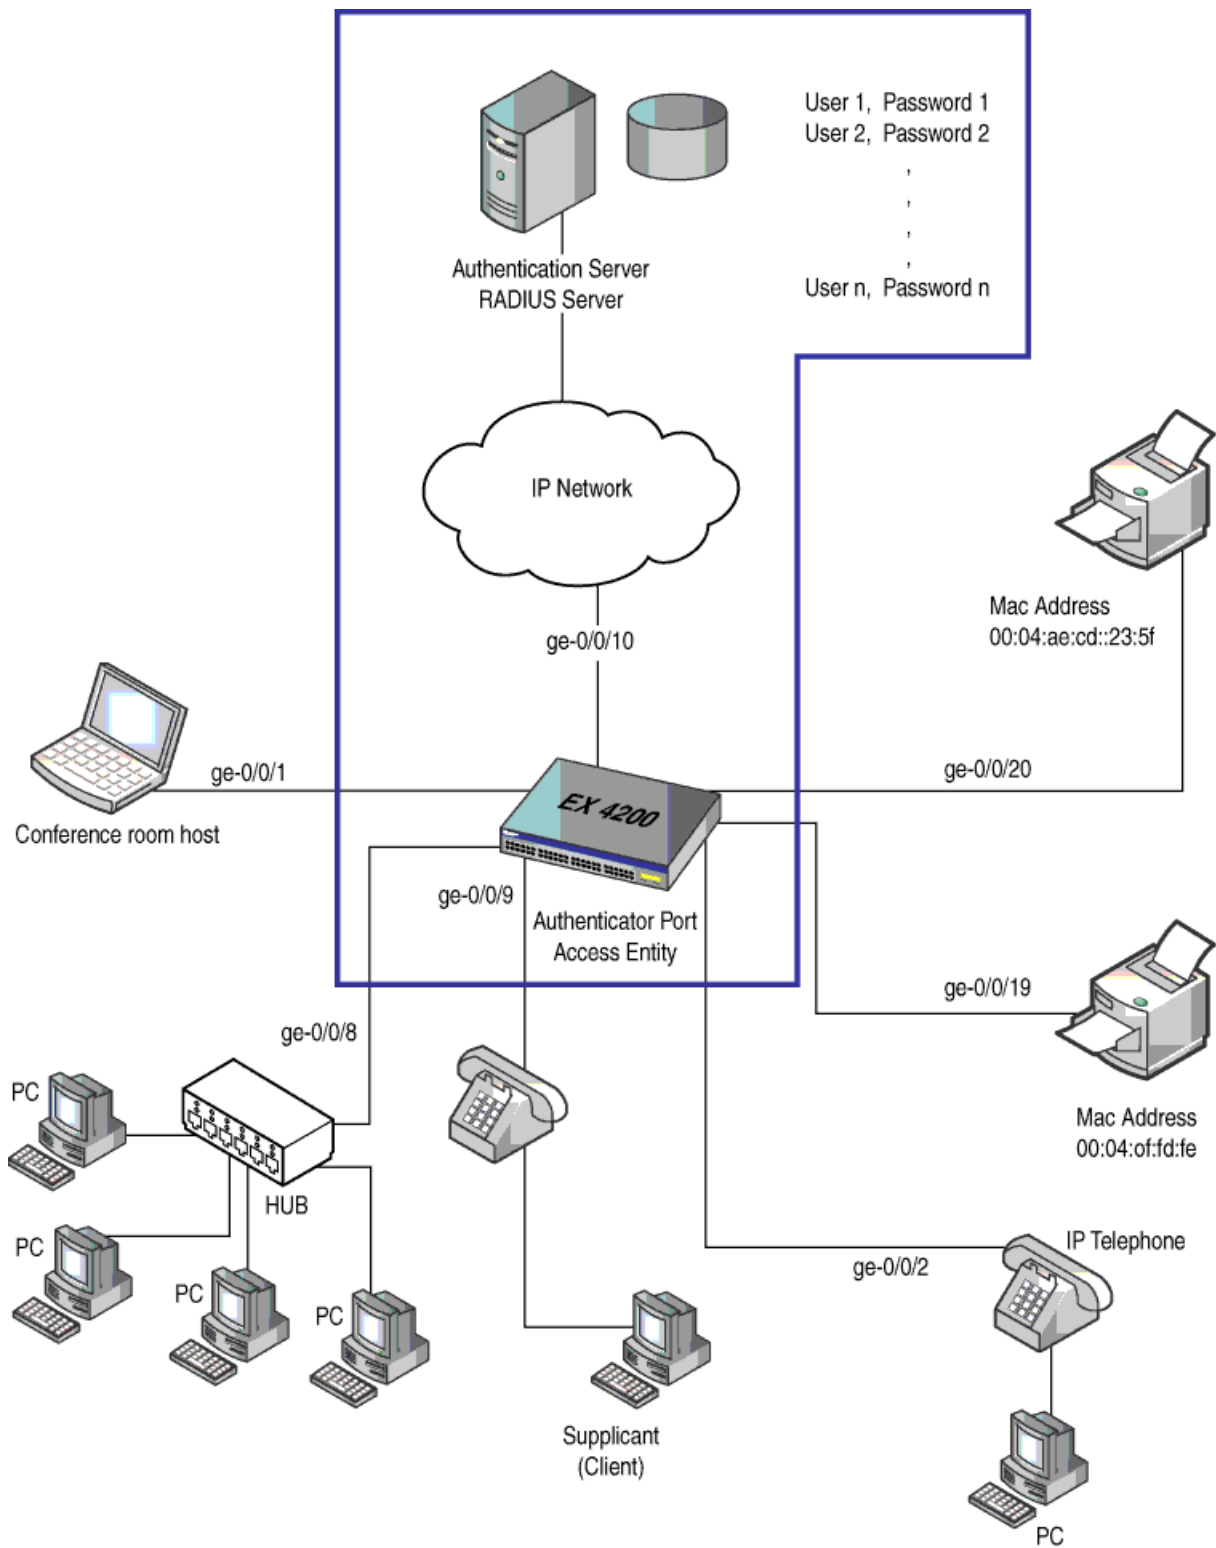 User 1, Password 1
User 2, Password 2
,
,
,
,
User n, Password n
Authentication Server
RADIUS Server
IP Network
ge-0/0/10
Mac Address
00:04:ae:cd::23:5f
ge-0/0/1
ge-0/0/20
Conference room host
EX 4200
ge-0/0/9
Authenticator Port
Access Entity
ge-0/0/19
ge-0/0/8
PC
HUB
Mac Address
00:04:of:fd:fe
PC
IP Telephone
ge-0/0/2
PC
PC
Supplicant
(Client)
PC